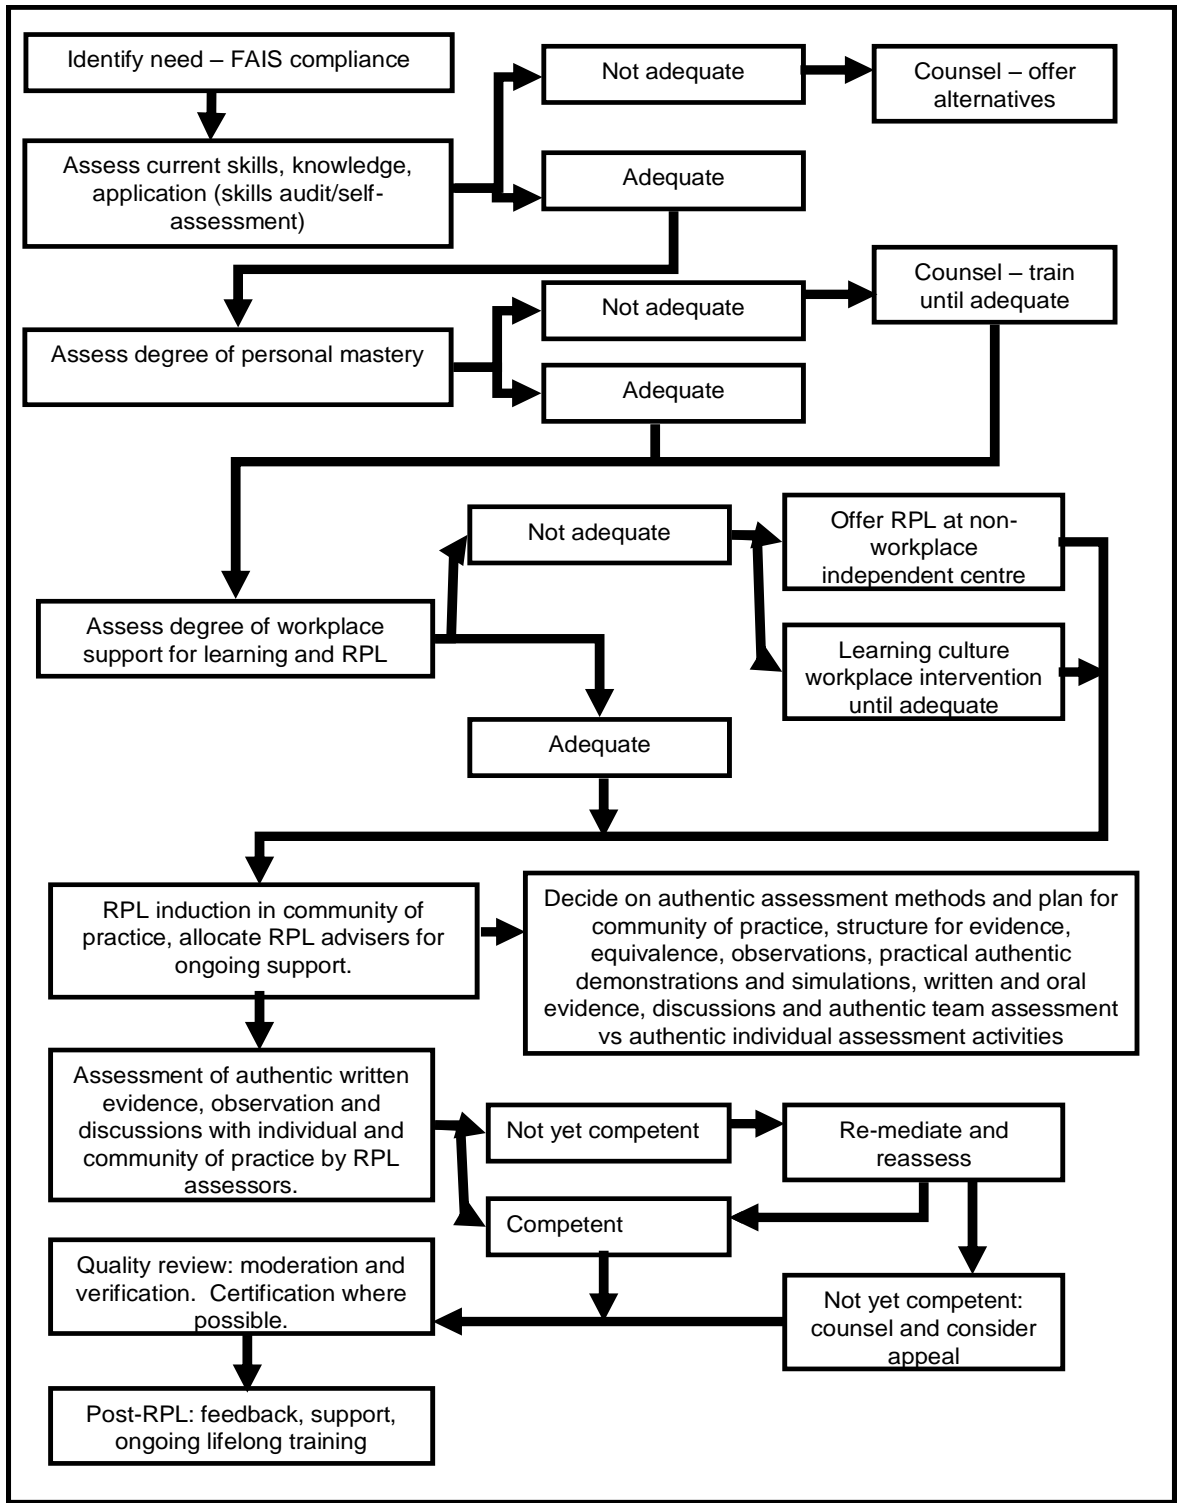 Identify need – FAIS compliance
Not adequate
Counsel – offer
alternatives
Assess current skills, knowledge,
application (skills audit/self-
assessment)
Adequate
Counsel – train
until adequate
Not adequate
Assess degree of personal mastery
Adequate
Not adequate
Offer RPL at non-
workplace
independent centre
Assess degree of workplace
support for learning and RPL
Learning culture
workplace intervention
until adequate
Adequate
RPL induction in community of
practice, allocate RPL advisers for
ongoing support.
Decide on authentic assessment methods and plan for
community of practice, structure for evidence,
equivalence, observations, practical authentic
demonstrations and simulations, written and oral
evidence, discussions and authentic team assessment
vs authentic individual assessment activities
Assessment of authentic written
evidence, observation and
discussions with individual and
community of practice by RPL
assessors.
Not yet competent
Re-mediate and
reassess
Competent
Quality review: moderation and
verification.  Certification where
possible.
Not yet competent:
counsel and consider
appeal
Post-RPL: feedback, support,
ongoing lifelong training